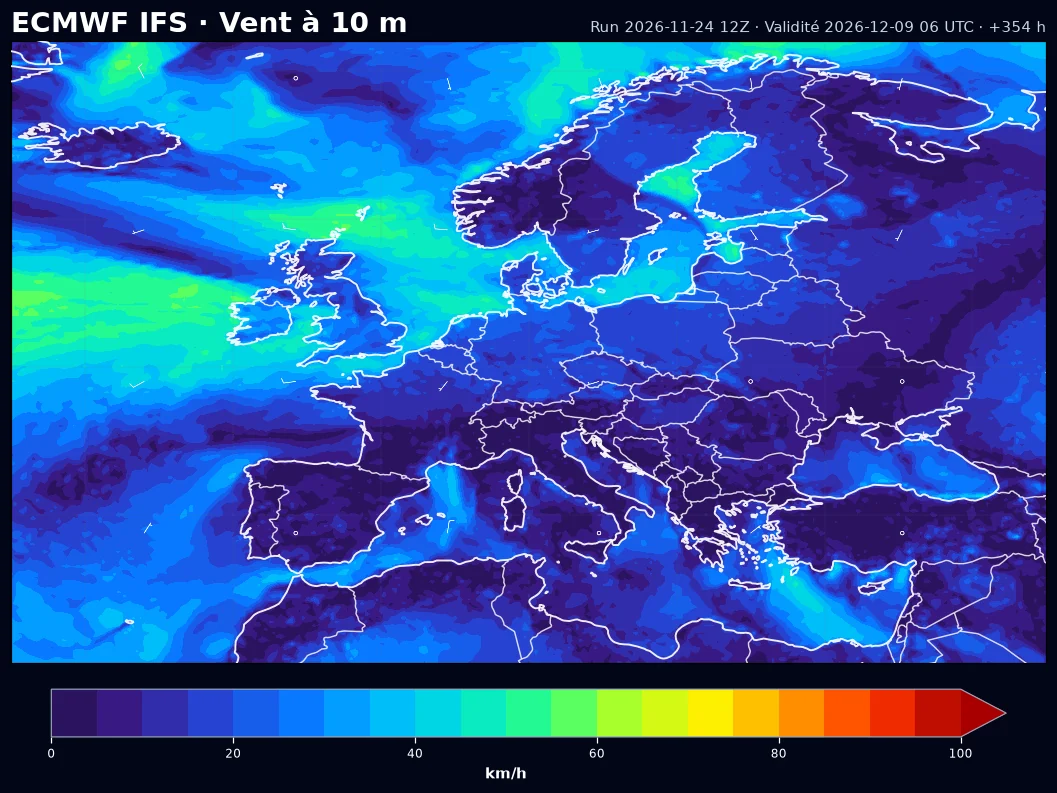 ECMWF IFS · Vent à 10 m
Run 2026-11-24 12Z · Validité 2026-12-09 06 UTC · +354 h
0 20 40 60 80 100
km/h